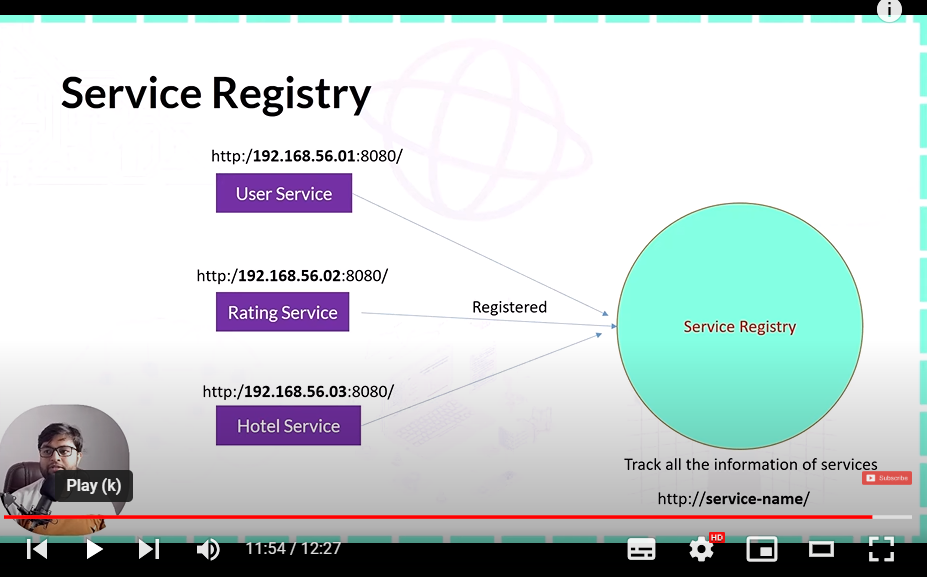 i
Service Registry
http:/192.168.56.01:8080/
User Service
http:/192.168.56.02:8080/
Rating Service
Registered
Service Registry
http:/192.168.56.03:8080/
Hotel Service
Track all the information of services
Subscribe
Play (k)
http://service-name/
11:54 / 12:27
HD